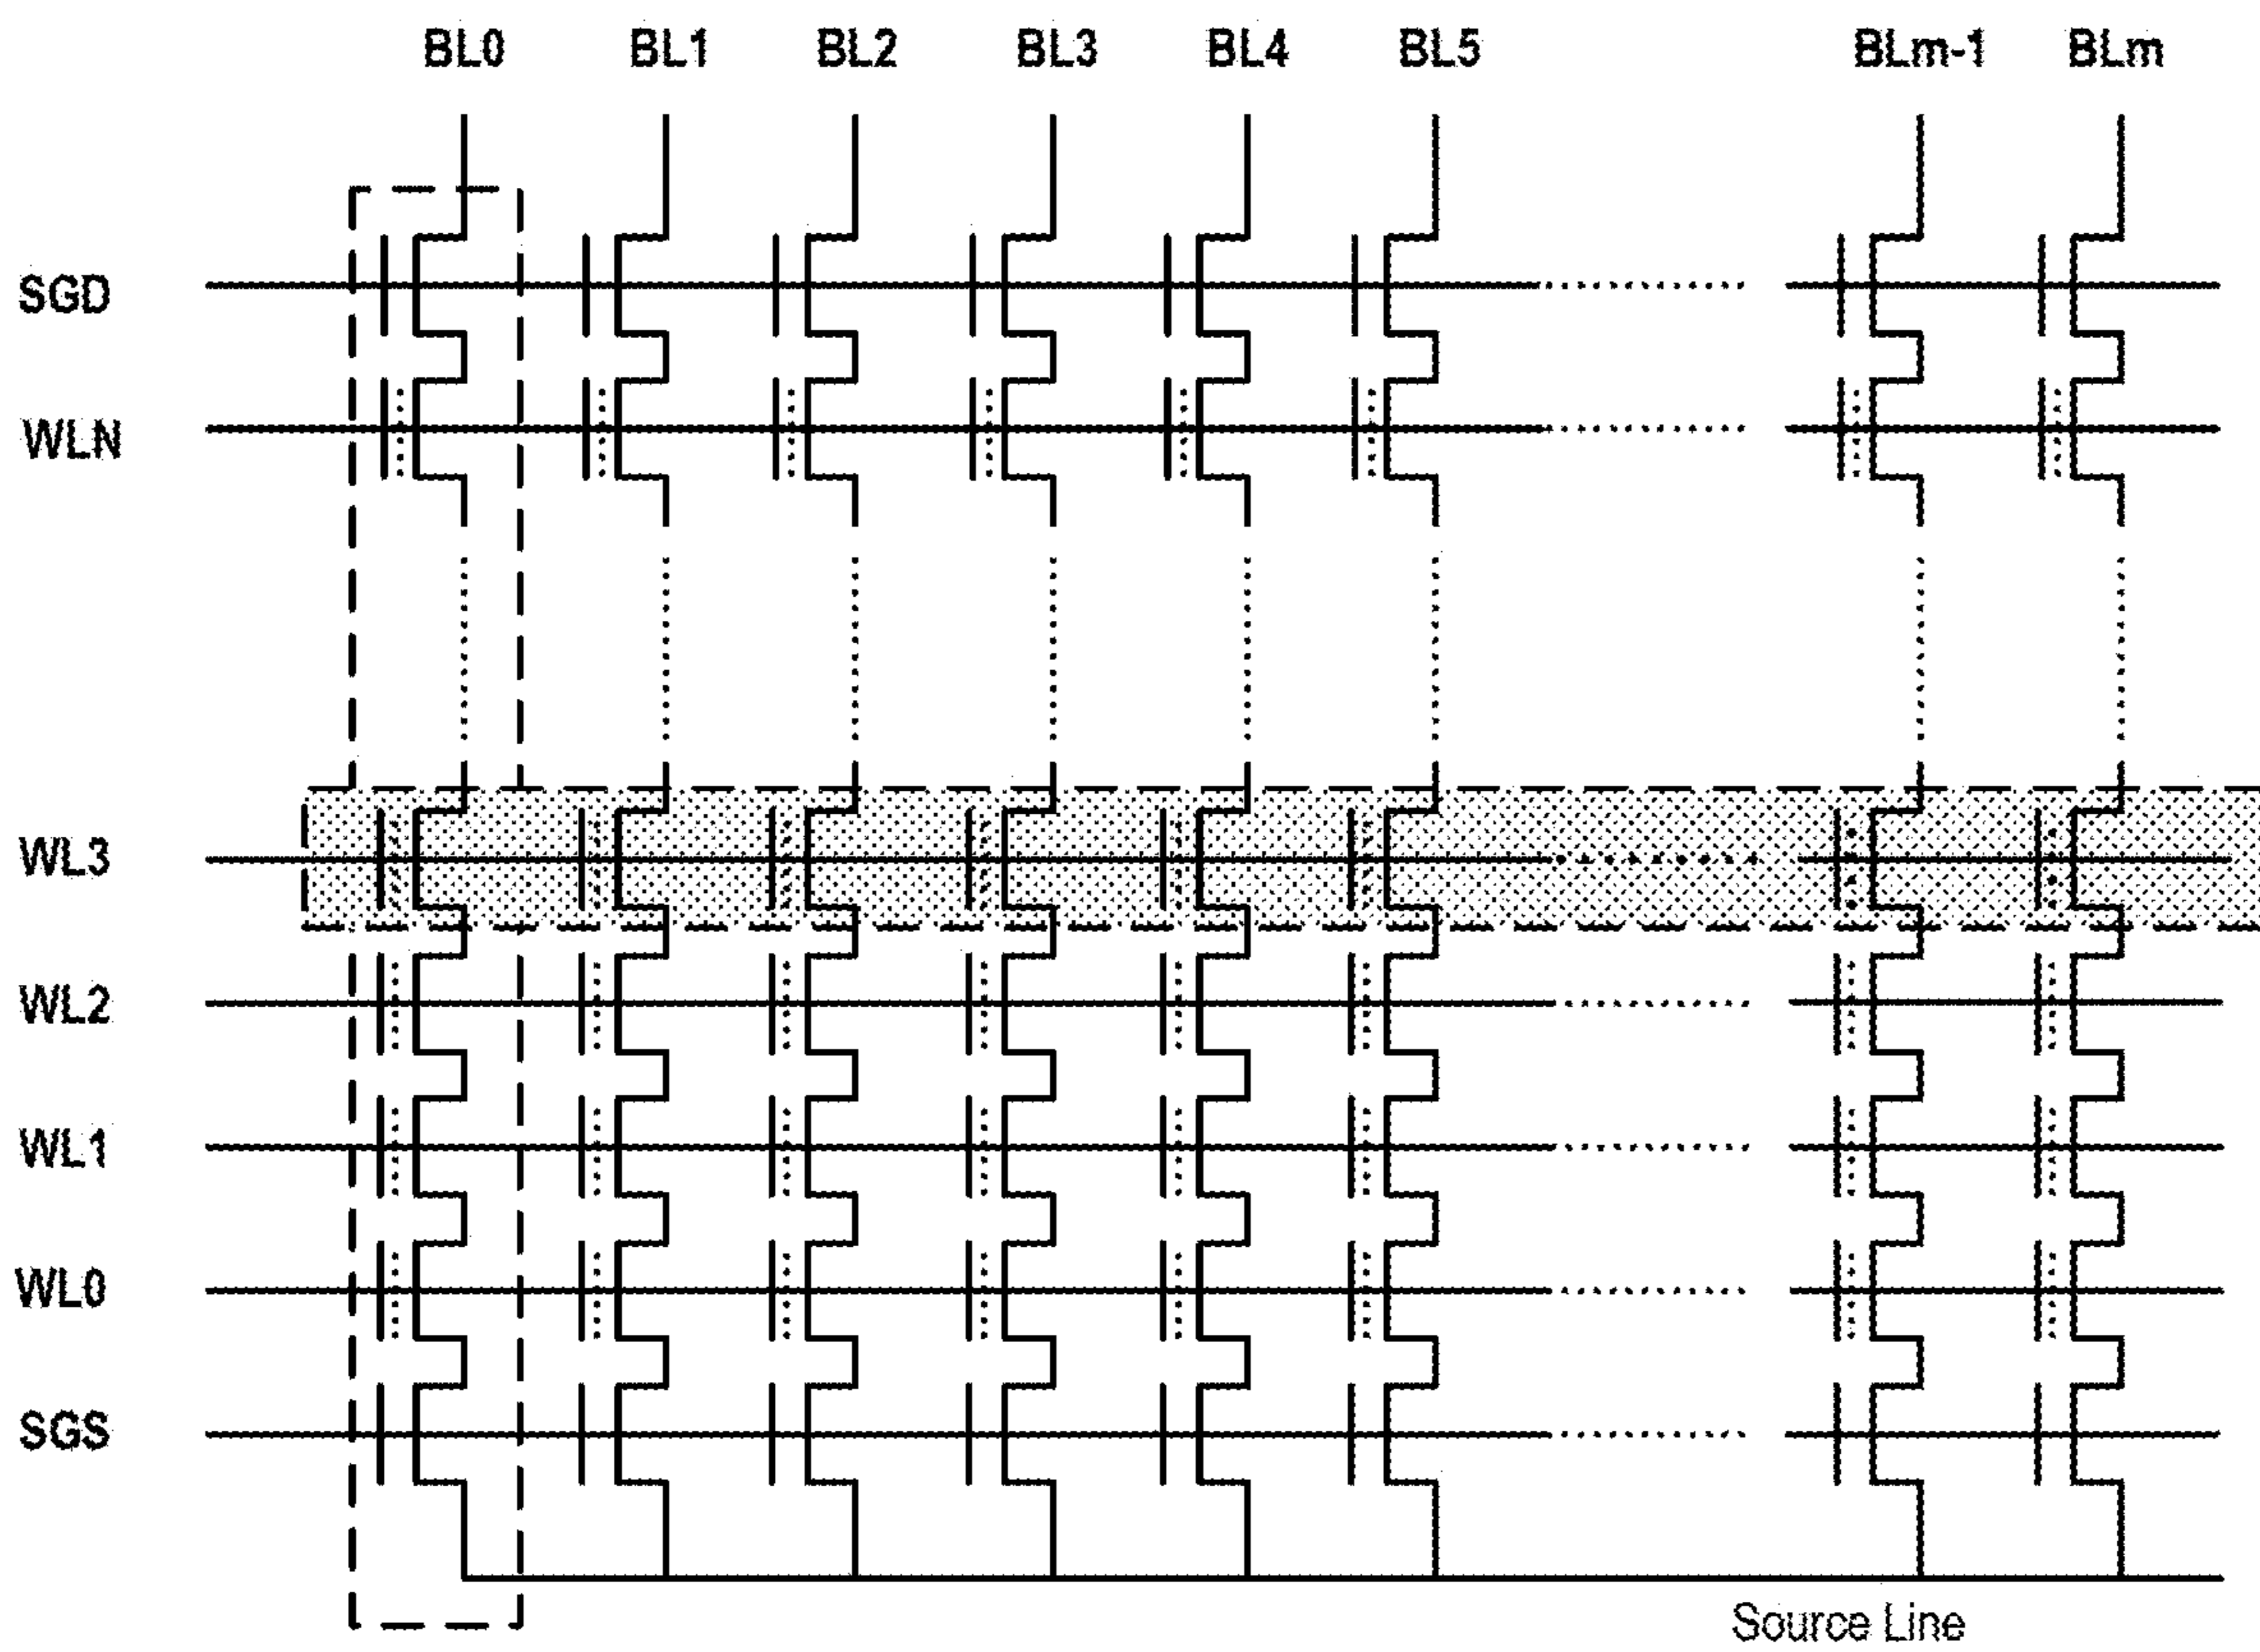 BL0 BL1 BL2 BL3 BL4 BL5 BLm-1 BLm
SGD
WLN
WL3
WL2
WL1
WL0
SGS
Source Line